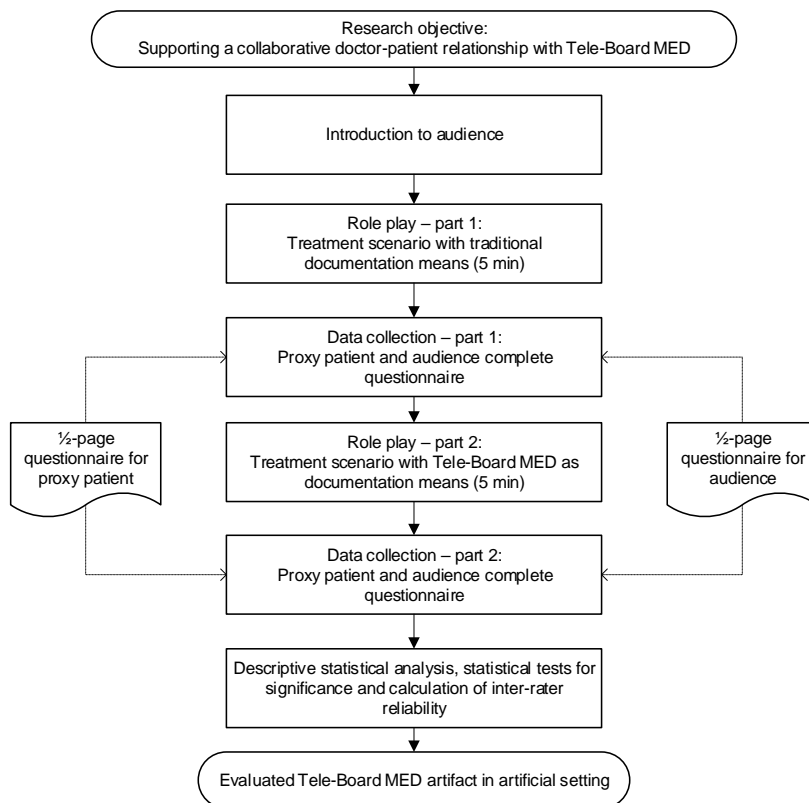 Research objective:
Supporting a collaborative doctor-patient relationship with Tele-Board MED
Introduction to audience
Role play – part 1:
Treatment scenario with traditional
documentation means (5 min)
Data collection – part 1:
Proxy patient and audience complete
questionnaire
½-page
questionnaire for
proxy patient
Role play – part 2:
Treatment scenario with Tele-Board MED as
documentation means (5 min)
½-page
questionnaire for
audience
Data collection – part 2:
Proxy patient and audience complete
questionnaire
Descriptive statistical analysis, statistical tests for
significance and calculation of inter-rater
reliability
Evaluated Tele-Board MED artifact in artificial setting